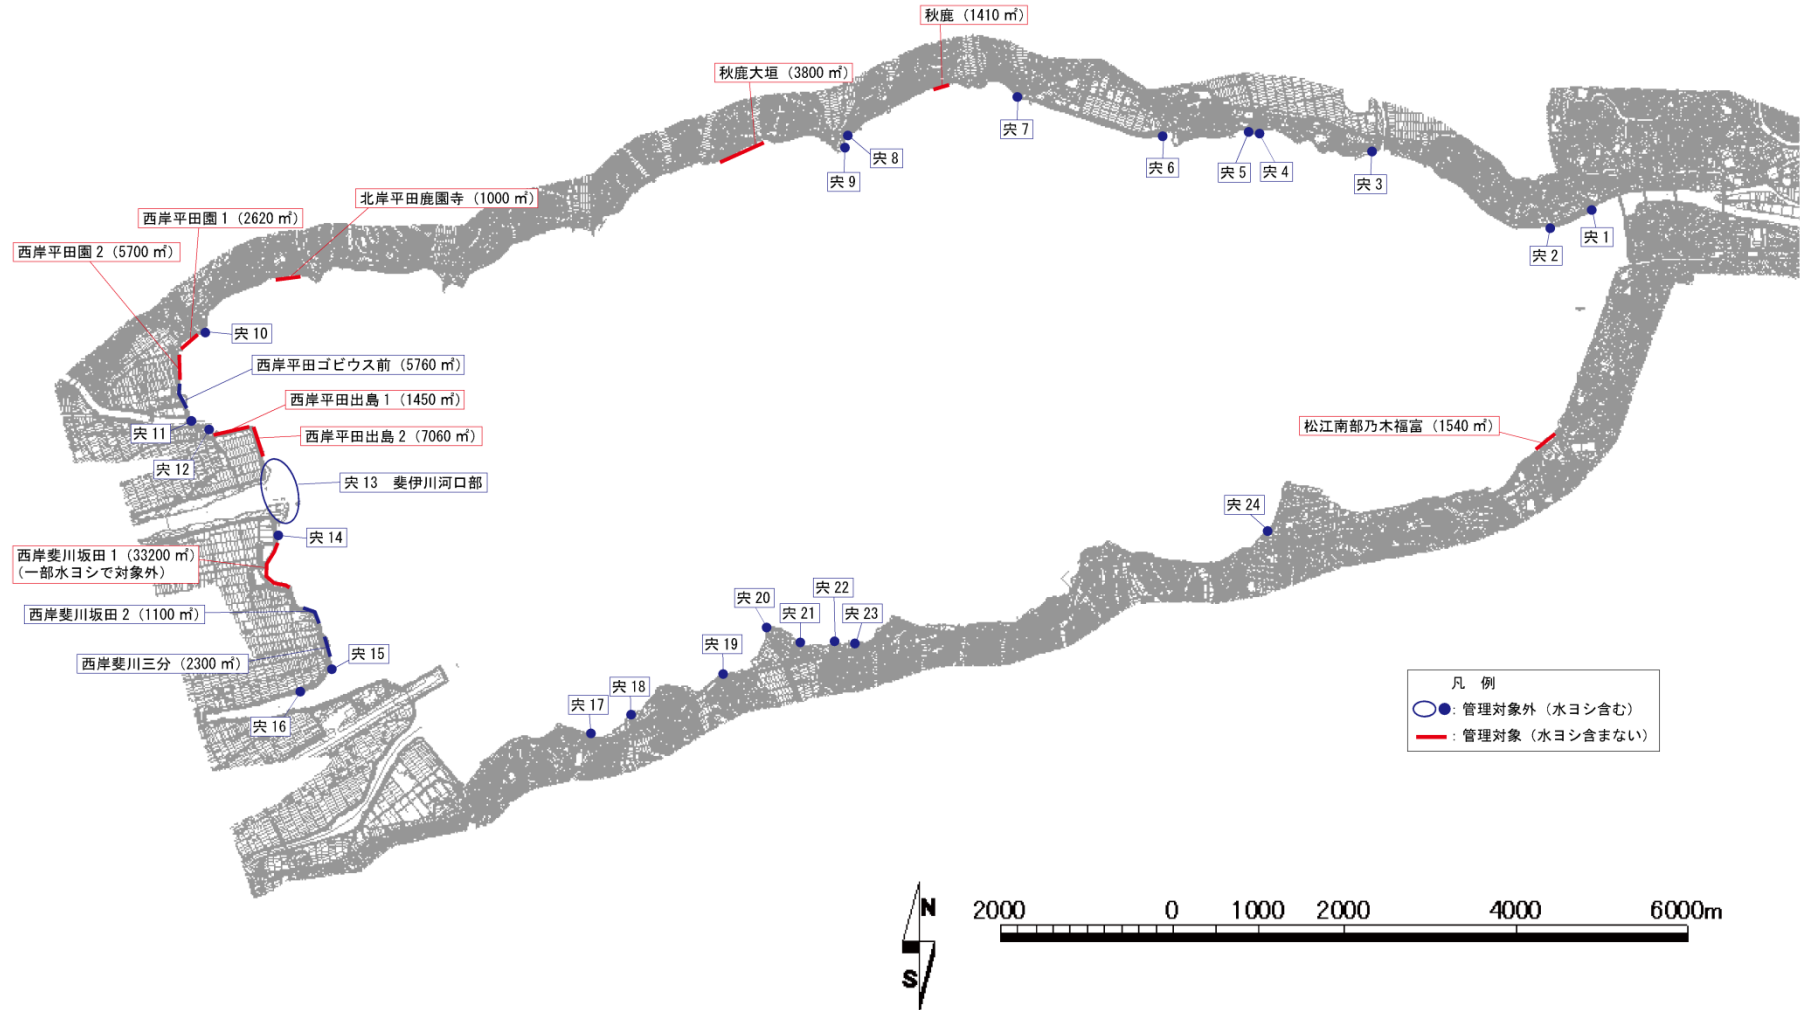 秋鹿（1410 ㎡）
秋鹿大垣（3800 ㎡）
北岸平田鹿園寺（1000 ㎡）
西岸平田園 1（2620 ㎡）
西岸平田園 2（5700 ㎡）
宍 7
宍 8
宍 9
宍 6
宍 5
宍 4
宍 3
宍 1
宍 2
宍 10
西岸平田ゴビウス前（5760 ㎡）
西岸平田出島 1（1450 ㎡）
西岸平田出島 2（7060 ㎡）
宍 11
宍 12
宍 13　斐伊川河口部
松江南部乃木福富（1540 ㎡）
宍 14
西岸斐川坂田 1（33200 ㎡）
（一部水ヨシで対象外）
西岸斐川坂田 2（1100 ㎡）
西岸斐川三分（2300 ㎡）
宍 15
宍 16
宍 17
宍 18
宍 19
宍 20
宍 21
宍 22
宍 23
宍 24
凡　例
：管理対象外（水ヨシ含む）
：管理対象（水ヨシ含まない）
N
S
2000 0 1000 2000 4000 6000m